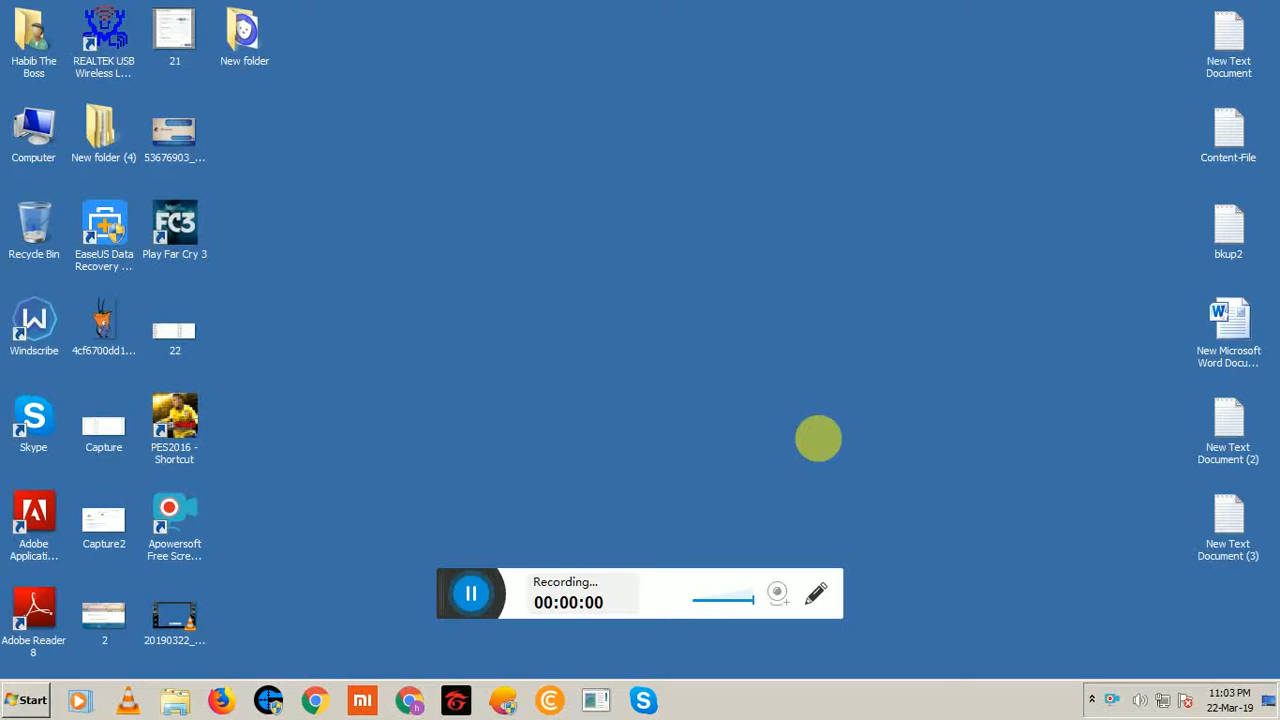 Habib The
Boss
REALTEK USB
Wireless L...
21
New folder
Computer
New folder (4)
53676903_...
Recycle Bin
EaseUS Data
Recovery ...
FC3
Play Far Cry 3
Windscribe
4cf6700dd1...
22
Skype
Capture
PES2016 -
Shortcut
Adobe
Applicati...
Capture2
Apowersoft
Free Scre...
Adobe Reader
8
2
20190322_...
New Text
Document
Content-File
bkup2
New Microsoft
Word Docu...
New Text
Document (2)
New Text
Document (3)
Recording...
00:00:00
Start
mi
h
11:03 PM
22-Mar-19